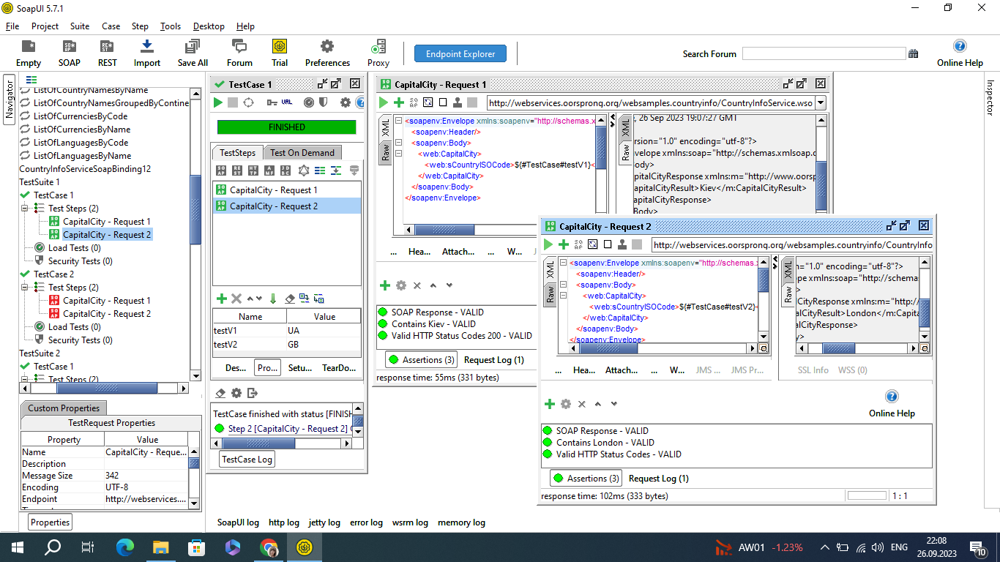 SoapUI 5.7.1
File Project Suite Case Step Tools Desktop Help
Empty SOAP REST Import Save All Forum Trial Preferences Proxy
Endpoint Explorer
Search Forum
Online Help
Navigator
Inspector
ListOfCountryNamesByName
ListOfCountryNamesGroupedByContine
ListOfCurrenciesByCode
ListOfCurrenciesByName
ListOfLanguagesByCode
ListOfLanguagesByName
CountryInfoServiceSoapBinding12
TestSuite 1
TestCase 1
Test Steps (2)
CapitalCity - Request 1
CapitalCity - Request 2
Load Tests (0)
Security Tests (0)
TestCase 2
Test Steps (2)
CapitalCity - Request 1
CapitalCity - Request 2
Load Tests (0)
Security Tests (0)
TestSuite 2
TestCase 1
Test Steps (2)
Custom Properties
TestRequest Properties
Property Value
Name CapitalCity - Reque...
Description
Message Size 342
Encoding UTF-8
Endpoint http://webservices....
Properties
TestCase 1
URL
FINISHED
TestSteps Test On Demand
CapitalCity - Request 1
CapitalCity - Request 2
Name Value
testV1 UA
testV2 GB
Des... Pro... Setu... TearDo...
TestCase finished with status [FINISH
Step 2 [CapitalCity - Request 2]
TestCase Log
CapitalCity - Request 1
http://webservices.oorsprong.org/websamples.countryinfo/CountryInfoService.wso
XML
Raw
<soapenv:Envelope xmlns:soapenv="http://schemas.x
<soapenv:Header/>
<soapenv:Body>
<web:CapitalCity>
<web:sCountryISOCode>${#TestCase#testV1}<
</web:CapitalCity>
</soapenv:Body>
</soapenv:Envelope>
XML
Raw
, 26 Sep 2023 19:07:27 GMT
ersion="1.0" encoding="utf-8"?>
velope xmlns:soap="http://schemas.xmlsoap.o
ody>
apitalCityResponse xmlns:m="http://www.oorsp
CapitalCityResult>Kiev</m:CapitalCityResult>
apitalCityResponse>
Body>
... Hea... Attach... ... W...
SOAP Response - VALID
Contains Kiev - VALID
Valid HTTP Status Codes 200 - VALID
Assertions (3) Request Log (1)
response time: 55ms (331 bytes)
CapitalCity - Request 2
http://webservices.oorsprong.org/websamples.countryinfo/CountryInfo
XML
Raw
<soapenv:Envelope xmlns:soapenv="http://schemas.
<soapenv:Header/>
<soapenv:Body>
<web:CapitalCity>
<web:sCountryISOCode>${#TestCase#testV2}<
</web:CapitalCity>
</soapenv:Body>
</soapenv:Envelope>
XML
Raw
n="1.0" encoding="utf-8"?>
ope xmlns:soap="http://schema
>
CityResponse xmlns:m="http://
alCityResult>London</m:Capita
CityResponse>
y>
... Hea... Attach... ... W... JMS ... JMS Pr...
SSL Info WSS (0)
Online Help
SOAP Response - VALID
Contains London - VALID
Valid HTTP Status Codes - VALID
Assertions (3) Request Log (1)
response time: 102ms (333 bytes)
1 : 1
SoapUI log http log jetty log error log wsrm log memory log
AW01 -1.23%
ENG
22:08
26.09.2023
10